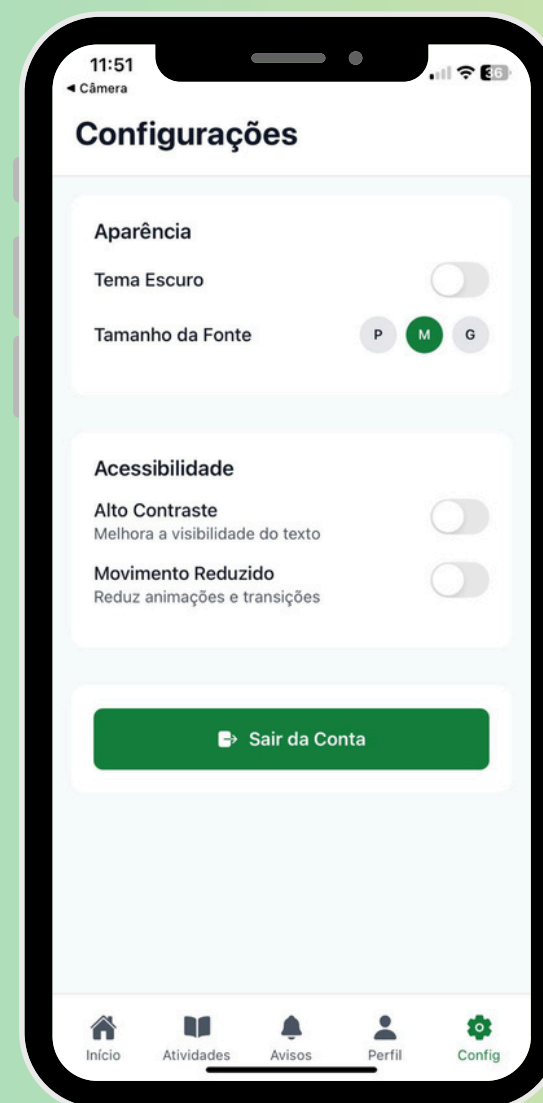 11:51
◀ Câmera
36
Configurações
Aparência
Tema Escuro
Tamanho da Fonte P M G
Acessibilidade
Alto Contraste
Melhora a visibilidade do texto
Movimento Reduzido
Reduz animações e transições
Sair da Conta
Início Atividades Avisos Perfil Config